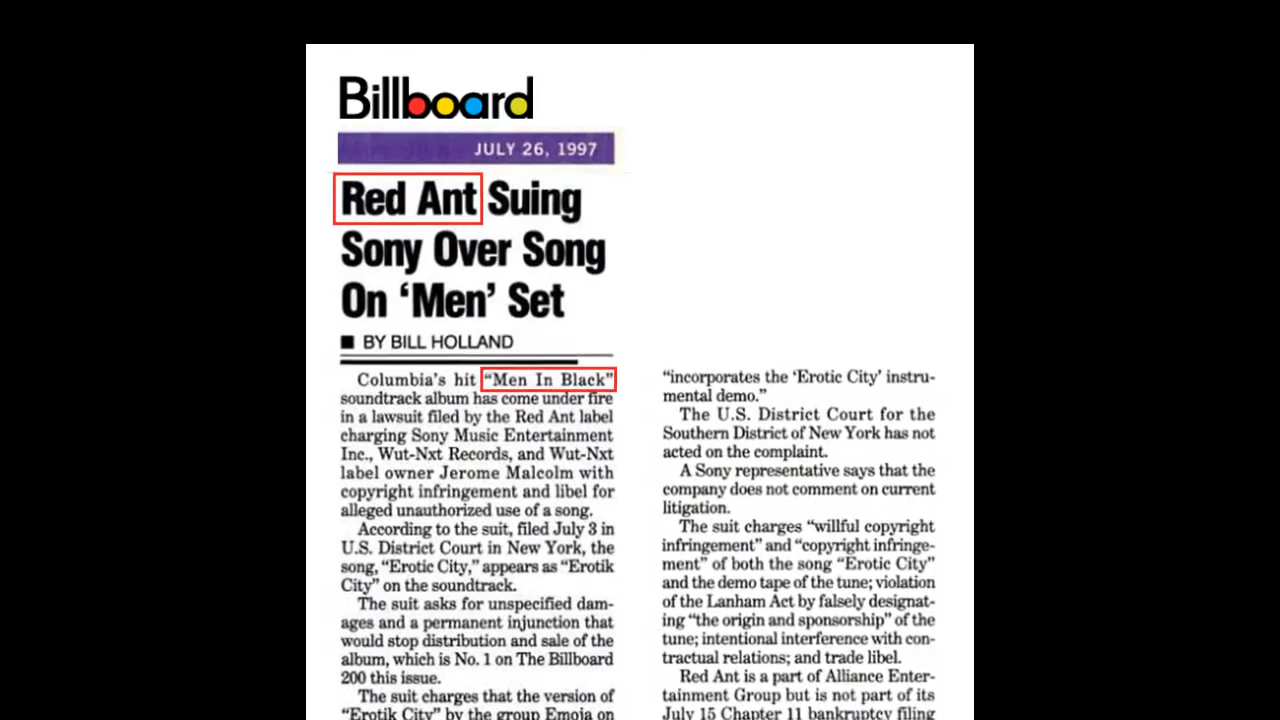 Billboard
JULY 26, 1997
Red Ant Suing
Sony Over Song
On ‘Men’ Set
■ BY BILL HOLLAND
Columbia’s hit “Men In Black”
soundtrack album has come under fire
in a lawsuit filed by the Red Ant label
charging Sony Music Entertainment
Inc., Wut-Nxt Records, and Wut-Nxt
label owner Jerome Malcolm with
copyright infringement and libel for
alleged unauthorized use of a song.
According to the suit, filed July 3 in
U.S. District Court in New York, the
song, “Erotic City,” appears as “Erotik
City” on the soundtrack.
The suit asks for unspecified dam-
ages and a permanent injunction that
would stop distribution and sale of the
album, which is No. 1 on The Billboard
200 this issue.
The suit charges that the version of
“Erotik City” by the group Emoja on
“incorporates the ‘Erotic City’ instru-
mental demo.”
The U.S. District Court for the
Southern District of New York has not
acted on the complaint.
A Sony representative says that the
company does not comment on current
litigation.
The suit charges “willful copyright
infringement” and “copyright infringe-
ment” of both the song “Erotic City”
and the demo tape of the tune; violation
of the Lanham Act by falsely designat-
ing “the origin and sponsorship” of the
tune; intentional interference with con-
tractual relations; and trade libel.
Red Ant is a part of Alliance Enter-
tainment Group but is not part of its
July 15 Chapter 11 bankruptcy filing